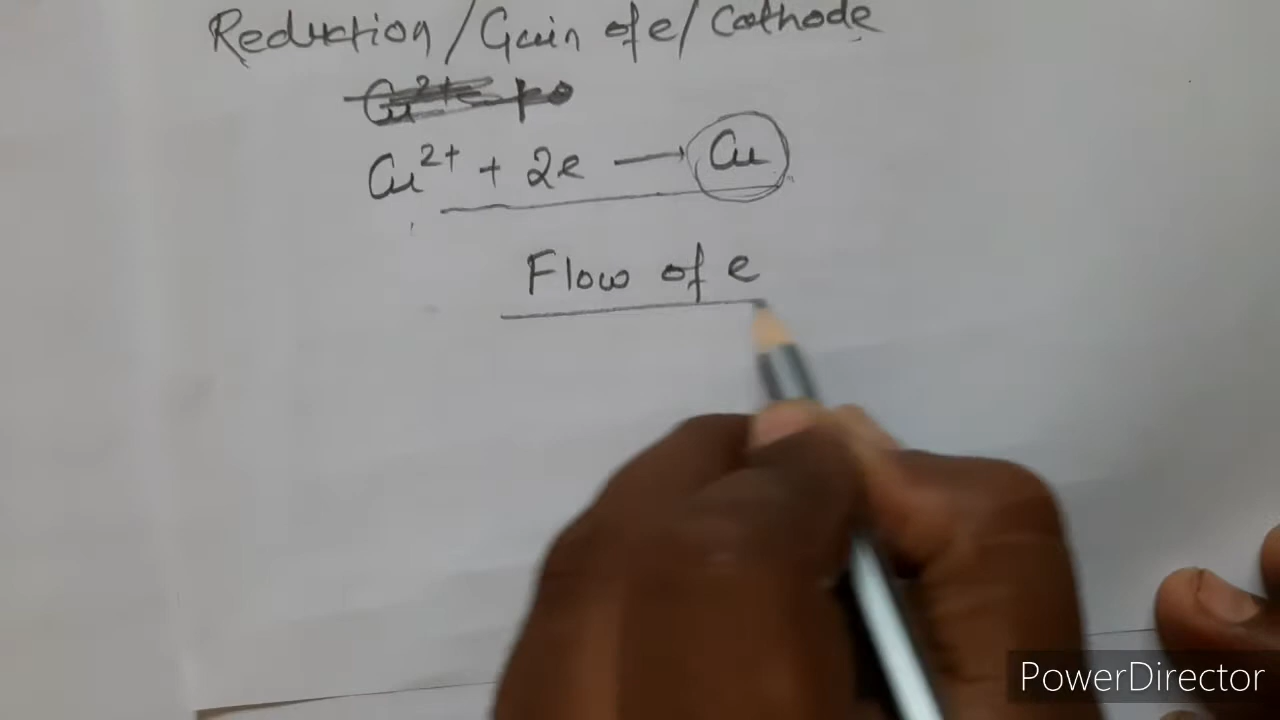 Reduction / Gain of e / Cathode
Cu²⁺ + 2e → Cu
Flow of e
PowerDirector